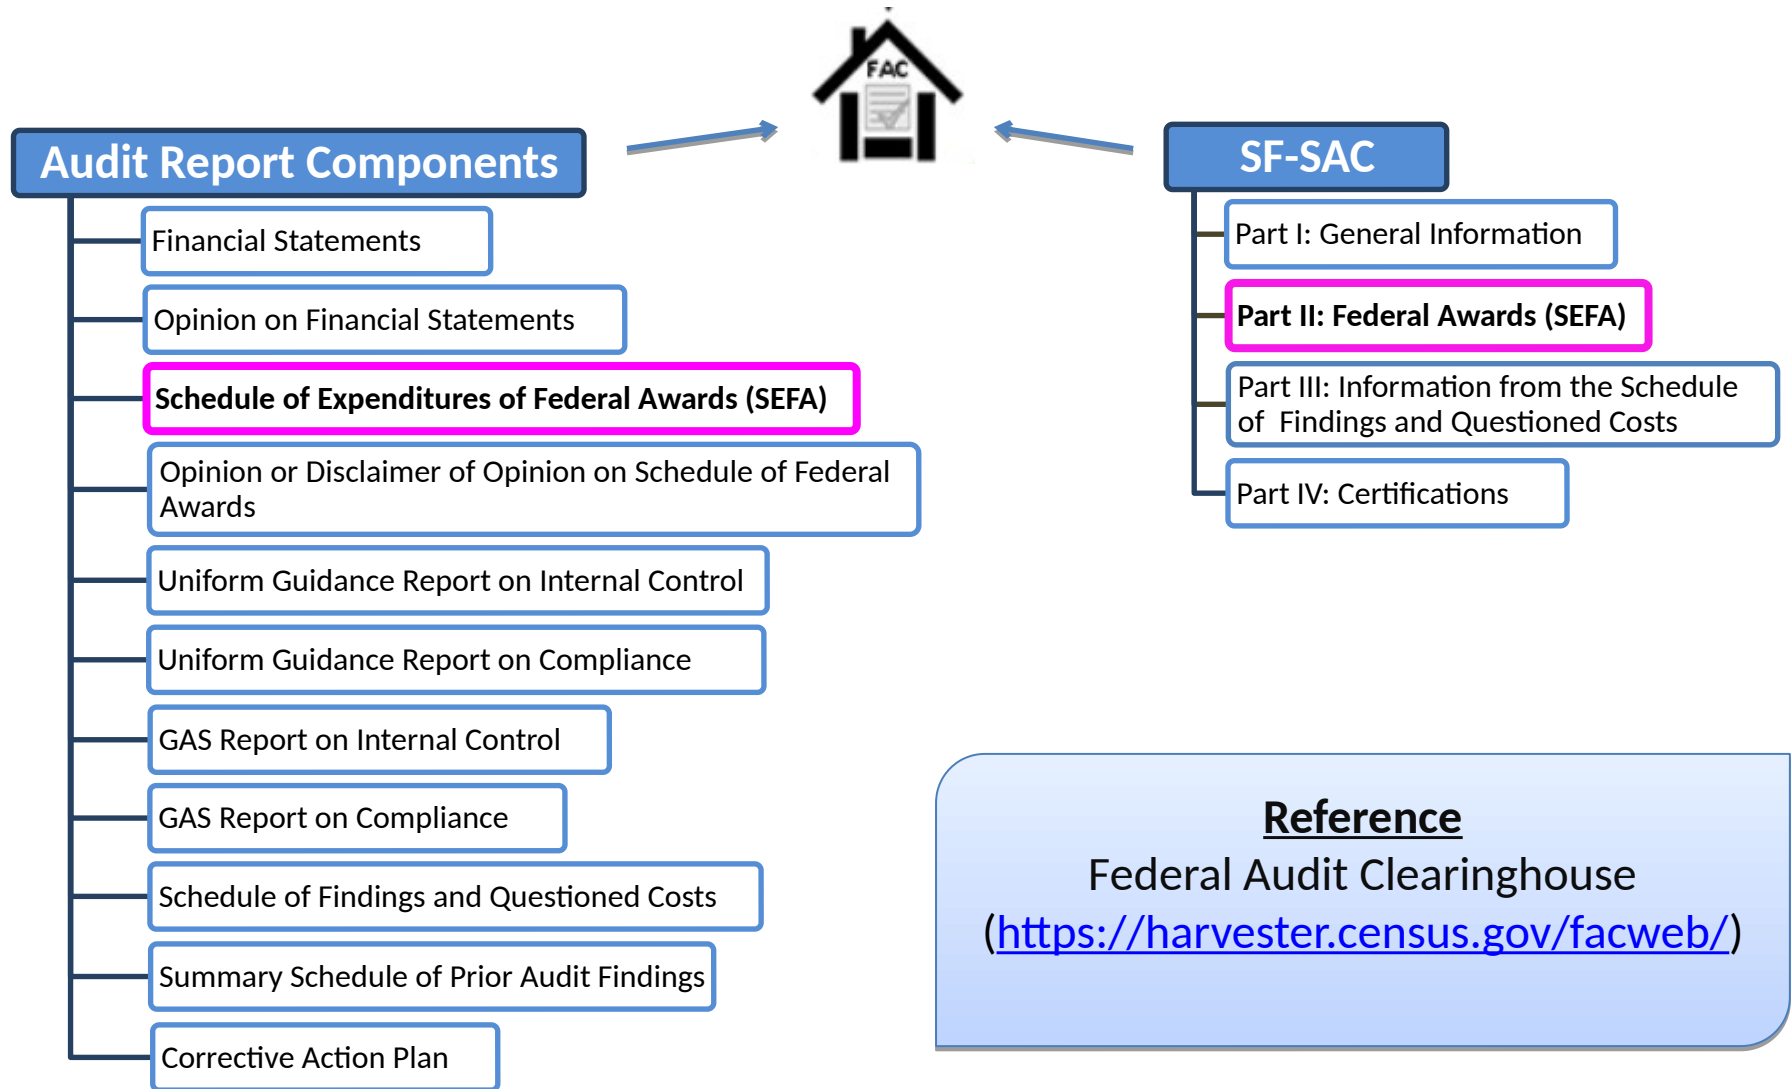 FAC
Audit Report Components
Financial Statements
Opinion on Financial Statements
Schedule of Expenditures of Federal Awards (SEFA)
Opinion or Disclaimer of Opinion on Schedule of Federal
Awards
Uniform Guidance Report on Internal Control
Uniform Guidance Report on Compliance
GAS Report on Internal Control
GAS Report on Compliance
Schedule of Findings and Questioned Costs
Summary Schedule of Prior Audit Findings
Corrective Action Plan
SF-SAC
Part I: General Information
Part II: Federal Awards (SEFA)
Part III: Information from the Schedule
of  Findings and Questioned Costs
Part IV: Certifications
Reference
Federal Audit Clearinghouse
(https://harvester.census.gov/facweb/)